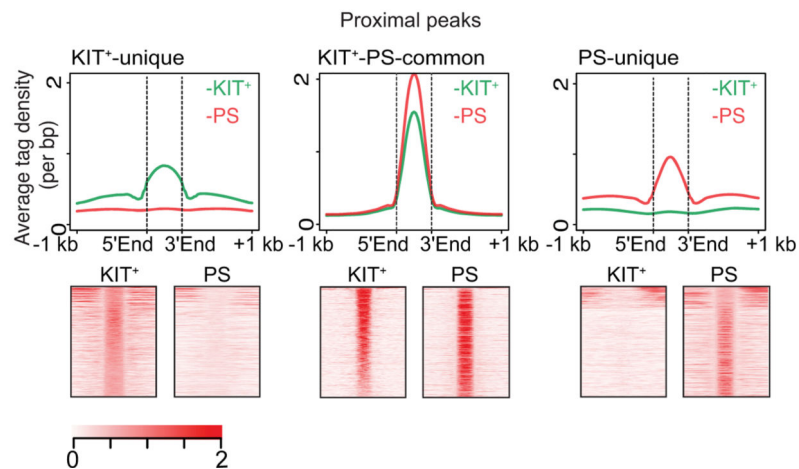 Proximal peaks
KIT⁺-unique
KIT⁺-PS-common
PS-unique
Average tag density
(per bp)
2
0
-KIT⁺
-PS
-1 kb 5'End 3'End +1 kb
2
0
-KIT⁺
-PS
-1 kb 5'End 3'End +1 kb
2
0
-KIT⁺
-PS
-1 kb 5'End 3'End +1 kb
KIT⁺ PS
KIT⁺ PS
KIT⁺ PS
0 2